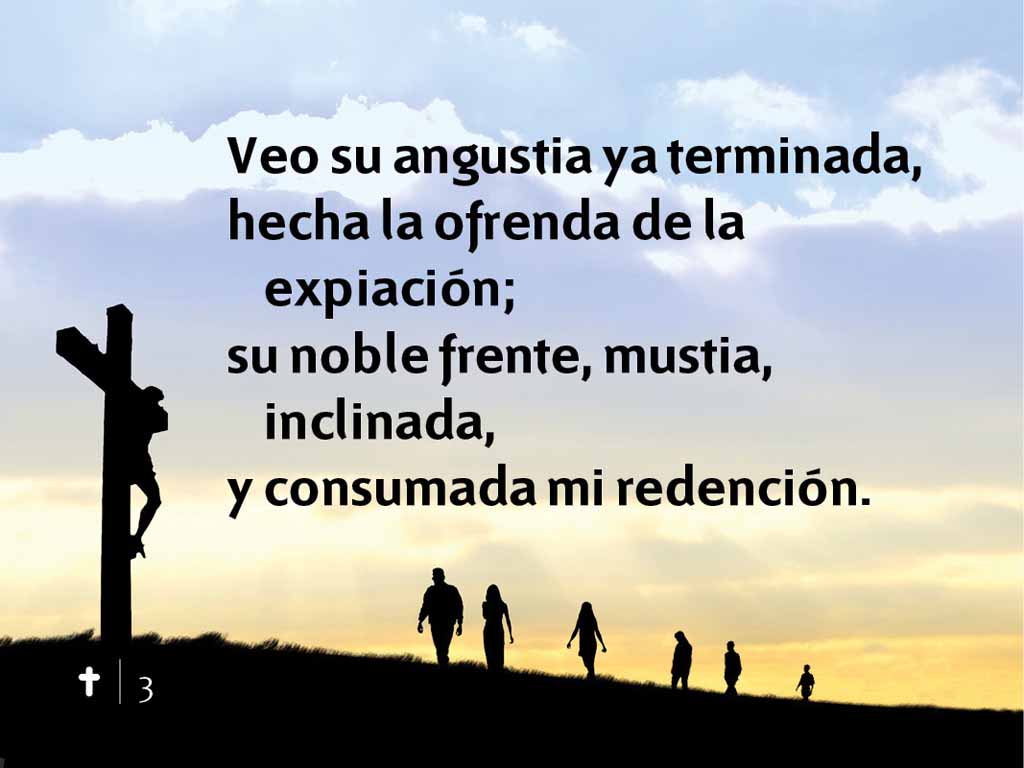 Veo su angustia ya terminada,
hecha la ofrenda de la
expiación;
su noble frente, mustia,
inclinada,
y consumada mi redención.
3